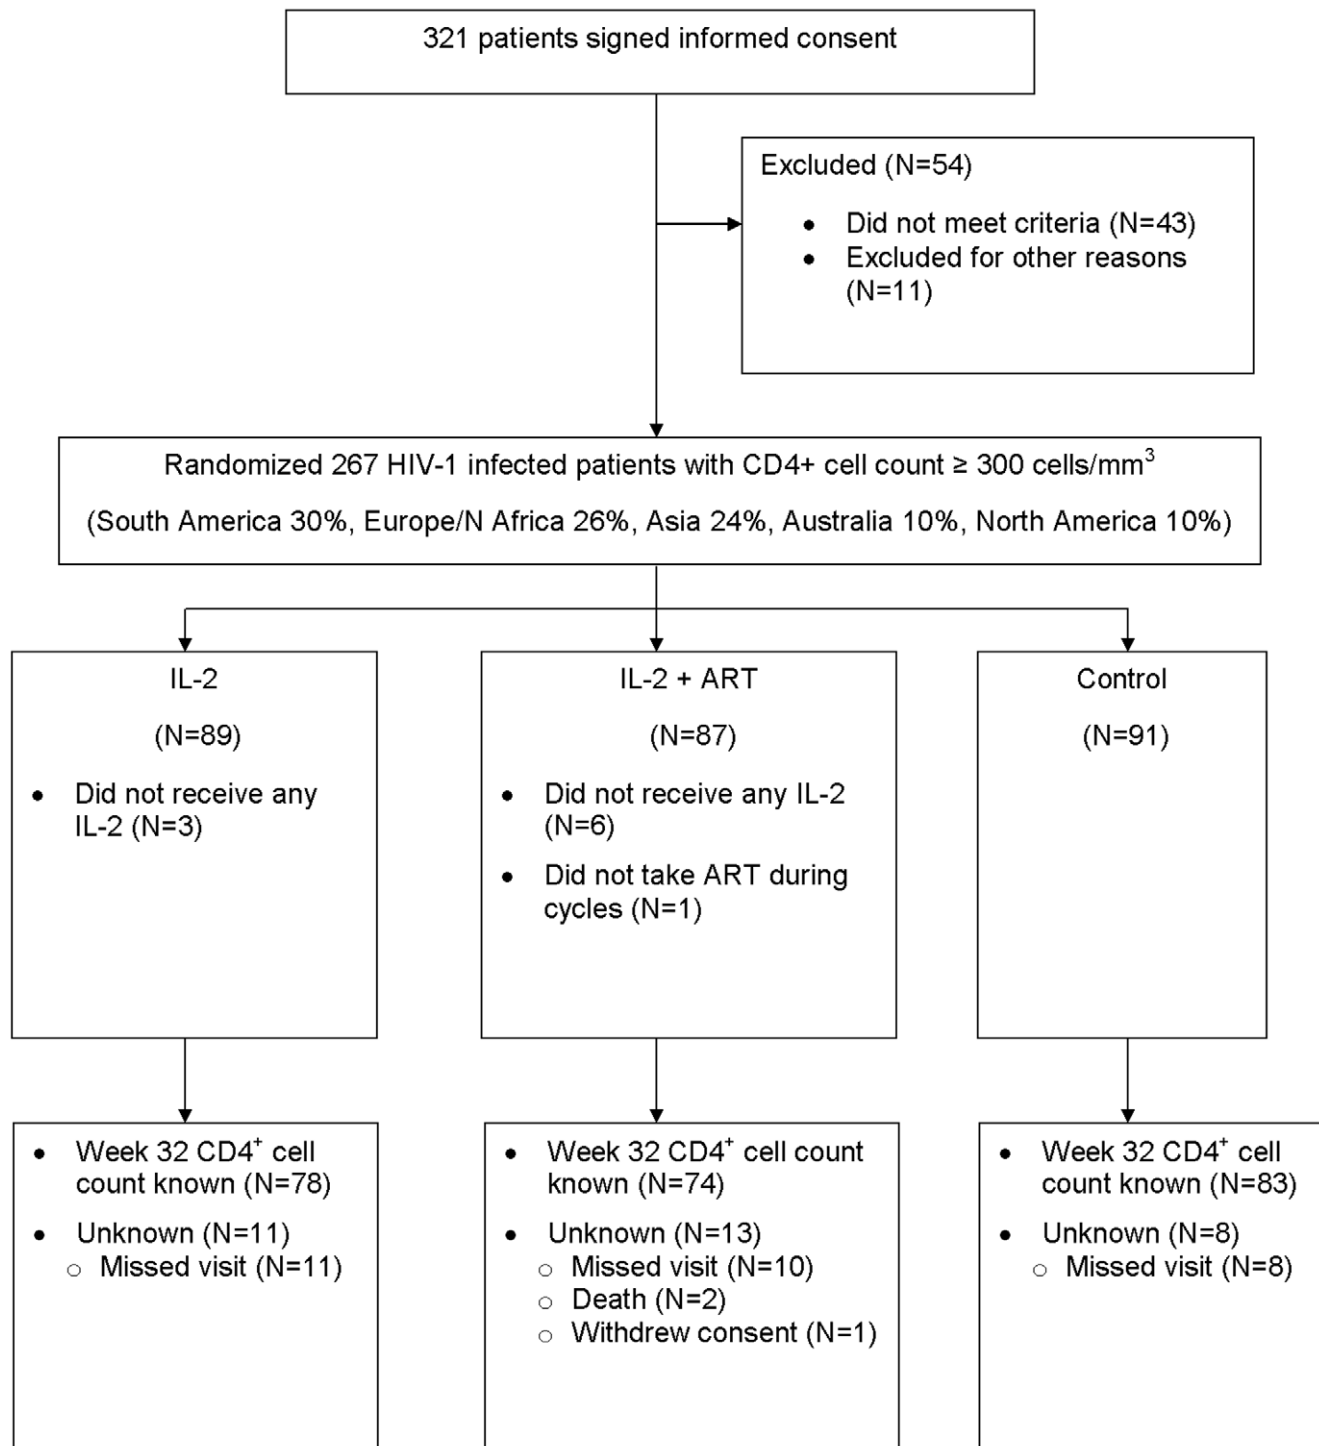 321 patients signed informed consent
Excluded (N=54)
• Did not meet criteria (N=43)
• Excluded for other reasons
(N=11)
Randomized 267 HIV-1 infected patients with CD4+ cell count ≥ 300 cells/mm³
(South America 30%, Europe/N Africa 26%, Asia 24%, Australia 10%, North America 10%)
IL-2
(N=89)
• Did not receive any
IL-2 (N=3)
IL-2 + ART
(N=87)
• Did not receive any IL-2
(N=6)
• Did not take ART during
cycles (N=1)
Control
(N=91)
• Week 32 CD4⁺ cell
count known (N=78)
• Unknown (N=11)
○ Missed visit (N=11)
• Week 32 CD4⁺ cell count
known (N=74)
• Unknown (N=13)
○ Missed visit (N=10)
○ Death (N=2)
○ Withdrew consent (N=1)
• Week 32 CD4⁺ cell
count known (N=83)
• Unknown (N=8)
○ Missed visit (N=8)